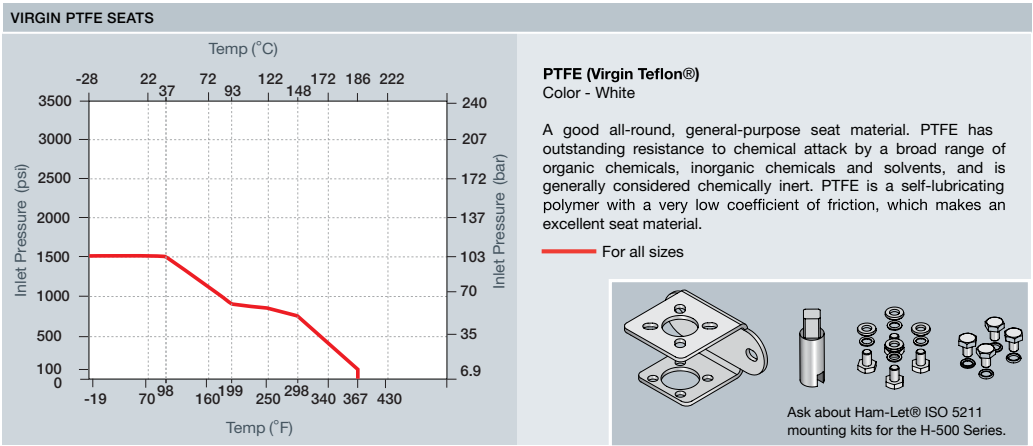 VIRGIN PTFE SEATS
Temp (°C)
-28 22 37 72 93 122 148 172 186 222
3500 240
3000 207
2500 172
2000 137
1500 103
1000 70
500 35
100 6.9
0
Inlet Pressure (psi)
Inlet Pressure (bar)
-19 70 98 160 199 250 298 340 367 430
Temp (°F)
PTFE (Virgin Teflon®)
Color - White
A good all-round, general-purpose seat material. PTFE has
outstanding resistance to chemical attack by a broad range of
organic chemicals, inorganic chemicals and solvents, and is
generally considered chemically inert. PTFE is a self-lubricating
polymer with a very low coefficient of friction, which makes an
excellent seat material.
For all sizes
Ask about Ham-Let® ISO 5211
mounting kits for the H-500 Series.